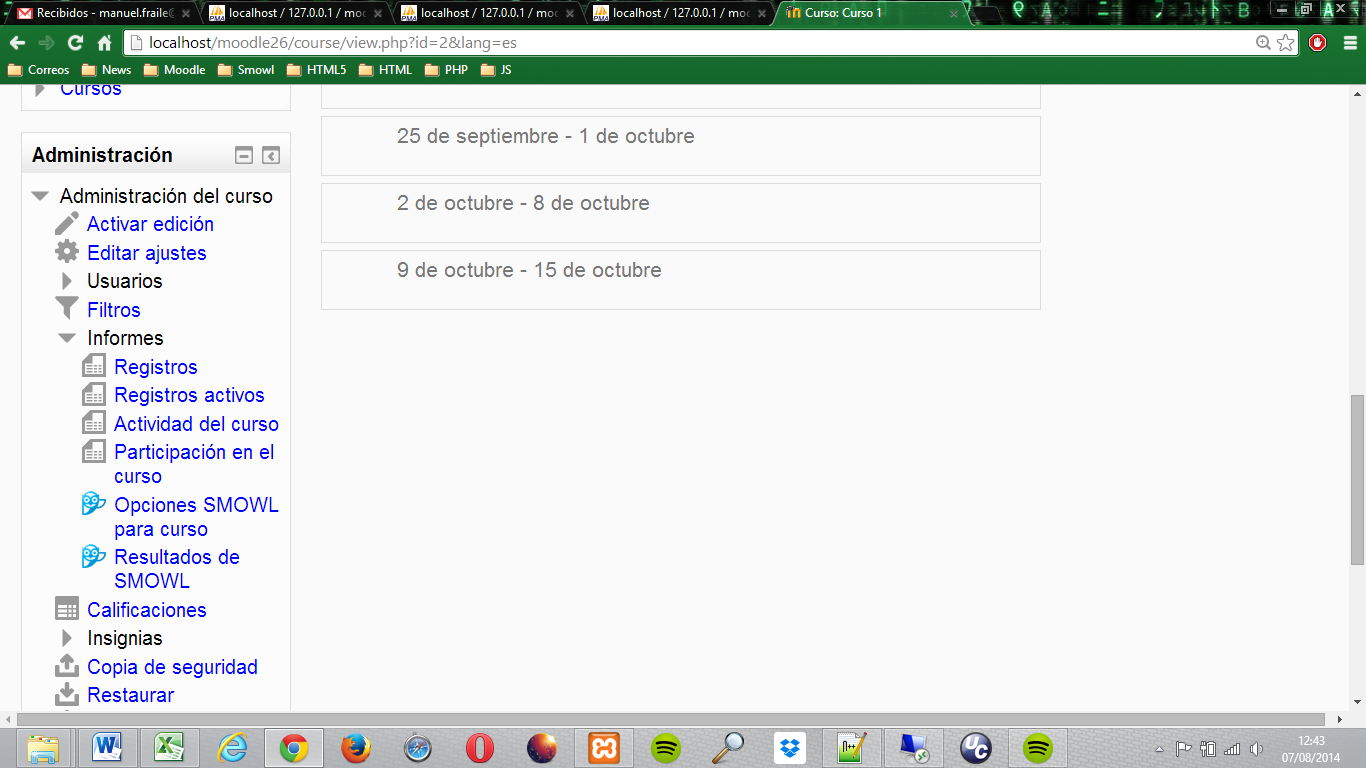 Recibidos - manuel.fraile@
localhost / 127.0.0.1 / moo
localhost / 127.0.0.1 / moo
localhost / 127.0.0.1 / moo
Curso: Curso 1
localhost/moodle26/course/view.php?id=2&lang=es
Correos
News
Moodle
Smowl
HTML5
HTML
PHP
JS
Cursos
25 de septiembre - 1 de octubre
2 de octubre - 8 de octubre
9 de octubre - 15 de octubre
Administración
Administración del curso
Activar edición
Editar ajustes
Usuarios
Filtros
Informes
Registros
Registros activos
Actividad del curso
Participación en el
curso
Opciones SMOWL
para curso
Resultados de
SMOWL
Calificaciones
Insignias
Copia de seguridad
Restaurar
12:43
07/08/2014